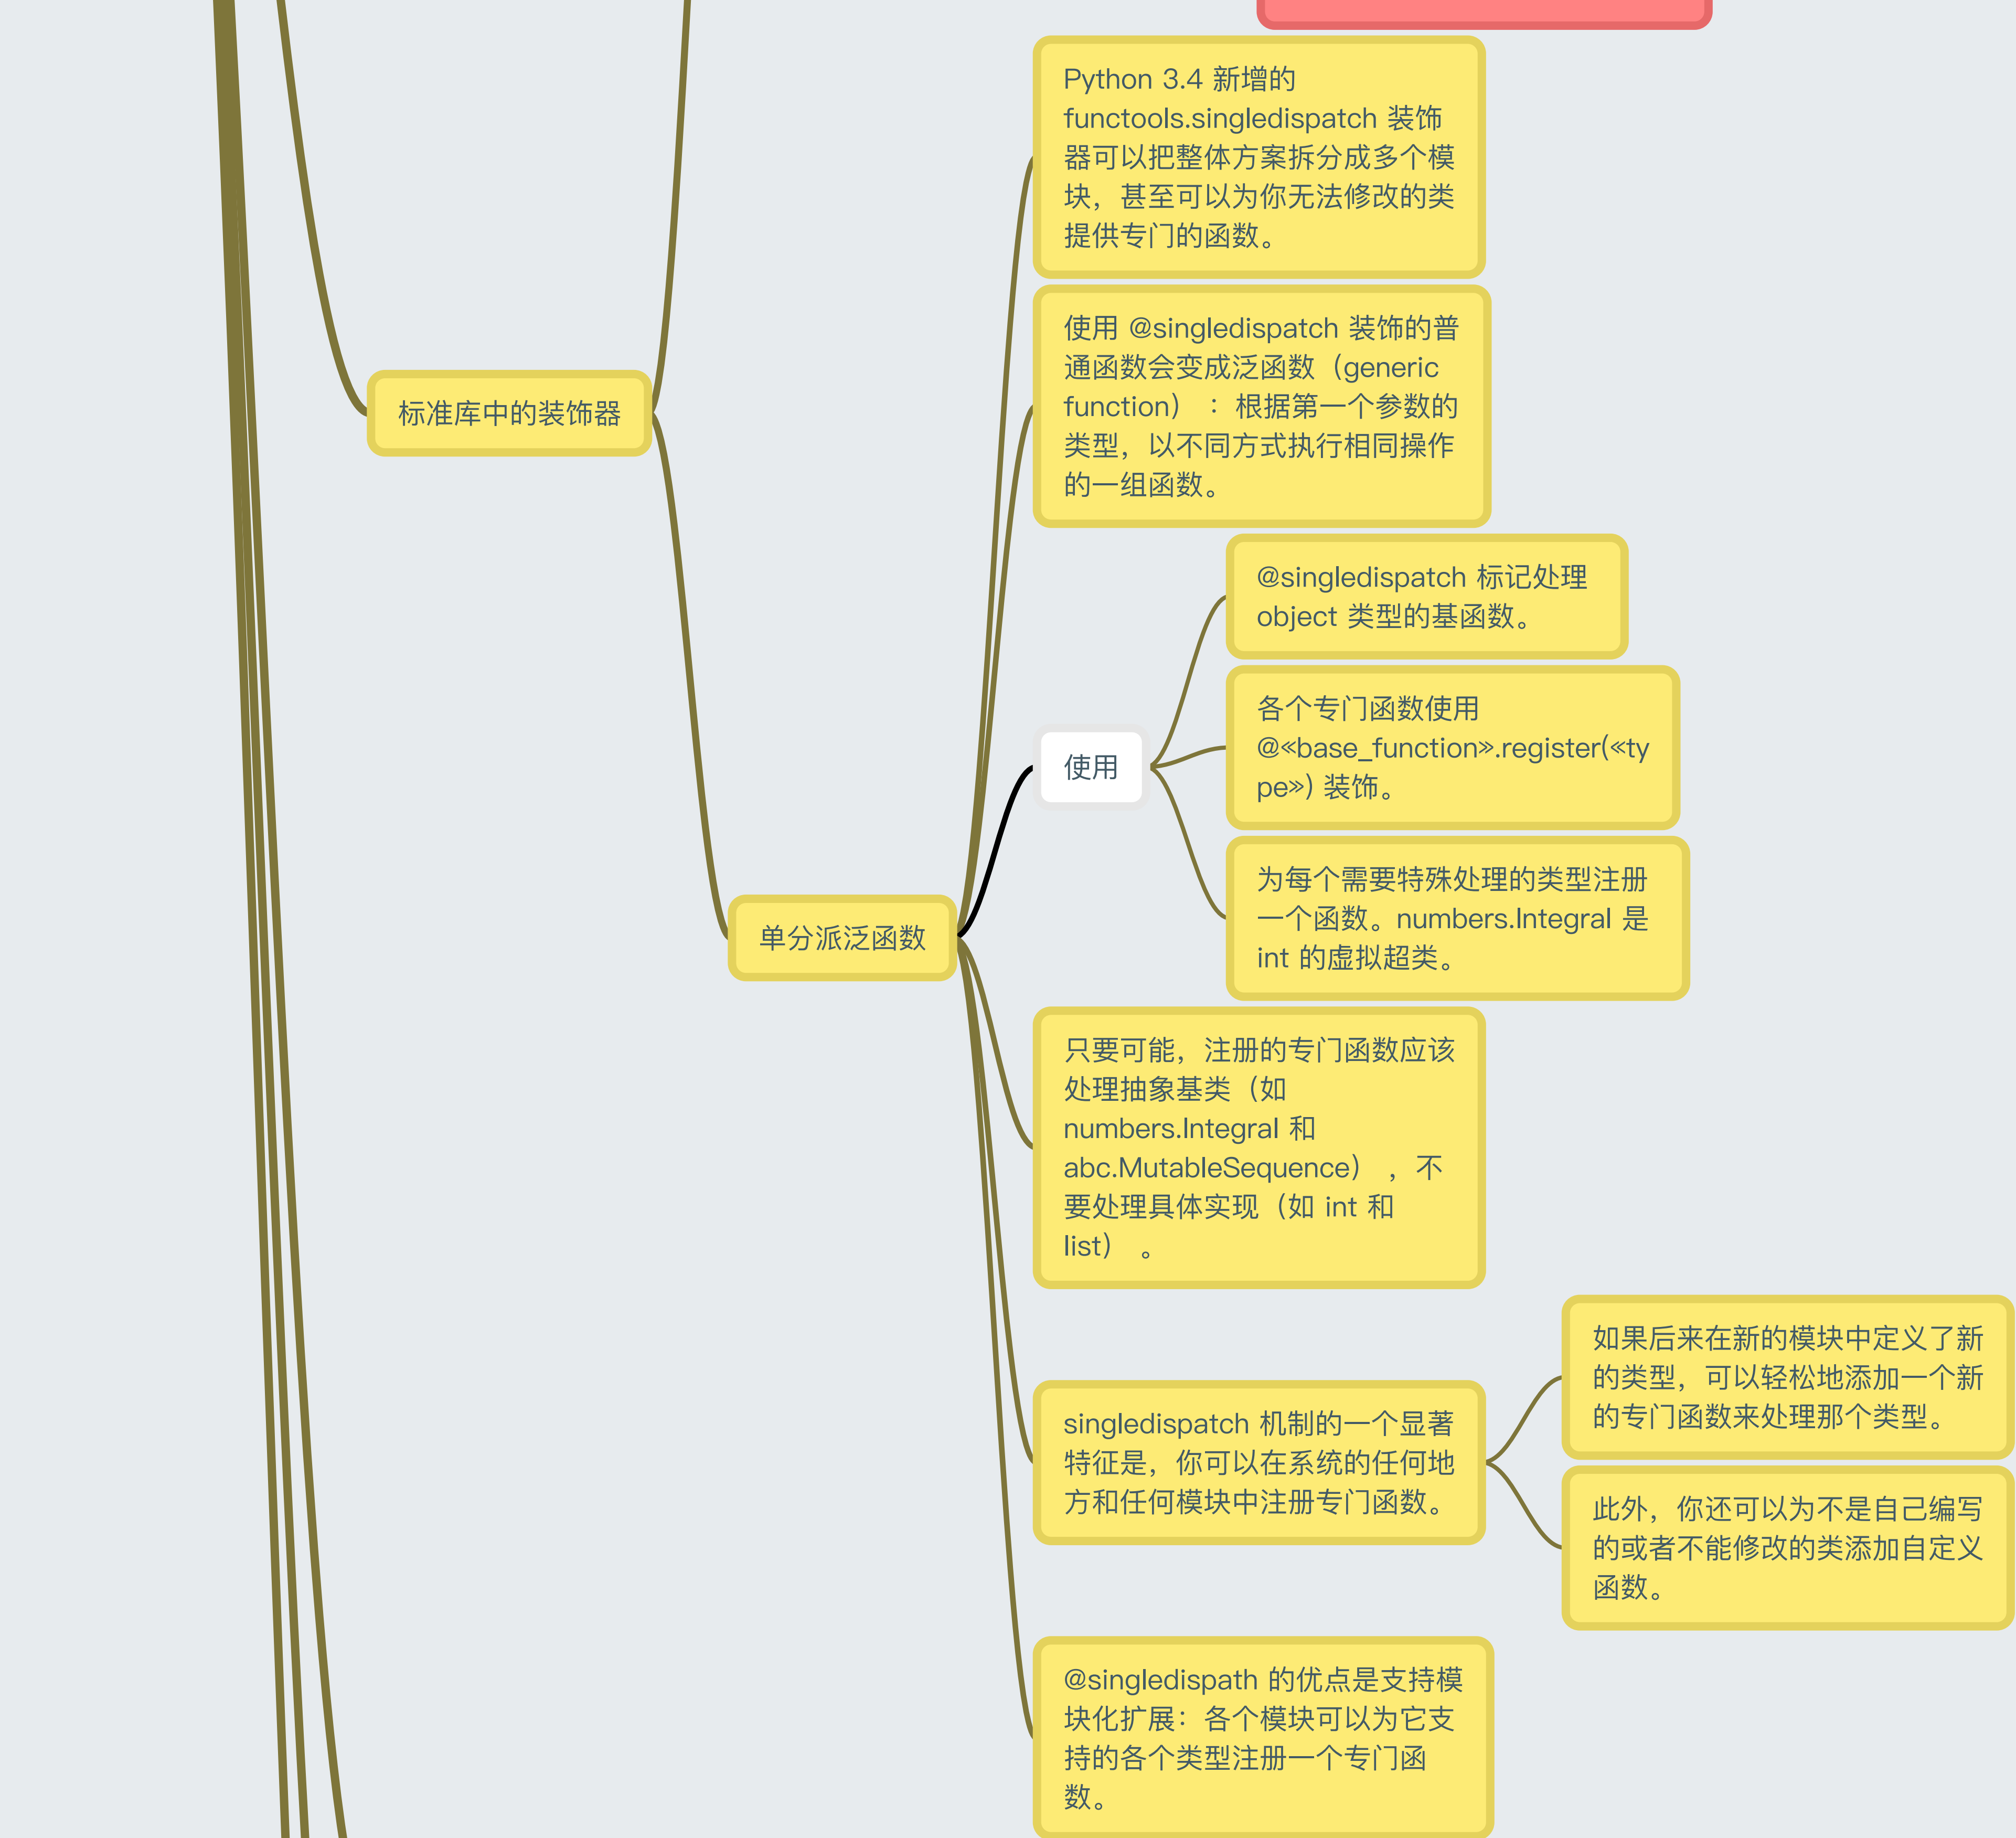 Python 3.4 新增的
functools.singledispatch 装饰
器可以把整体方案拆分成多个模
块，甚至可以为你无法修改的类
提供专门的函数。
使用 @singledispatch 装饰的普
通函数会变成泛函数（generic
function） ：根据第一个参数的
类型，以不同方式执行相同操作
的一组函数。
标准库中的装饰器
@singledispatch 标记处理
object 类型的基函数。
各个专门函数使用
@«base_function».register(«ty
pe») 装饰。
使用
为每个需要特殊处理的类型注册
一个函数。numbers.Integral 是
int 的虚拟超类。
单分派泛函数
只要可能，注册的专门函数应该
处理抽象基类（如
numbers.Integral 和
abc.MutableSequence） ，不
要处理具体实现（如 int 和
list） 。
singledispatch 机制的一个显著
特征是，你可以在系统的任何地
方和任何模块中注册专门函数。
如果后来在新的模块中定义了新
的类型，可以轻松地添加一个新
的专门函数来处理那个类型。
此外，你还可以为不是自己编写
的或者不能修改的类添加自定义
函数。
@singledispath 的优点是支持模
块化扩展：各个模块可以为它支
持的各个类型注册一个专门函
数。